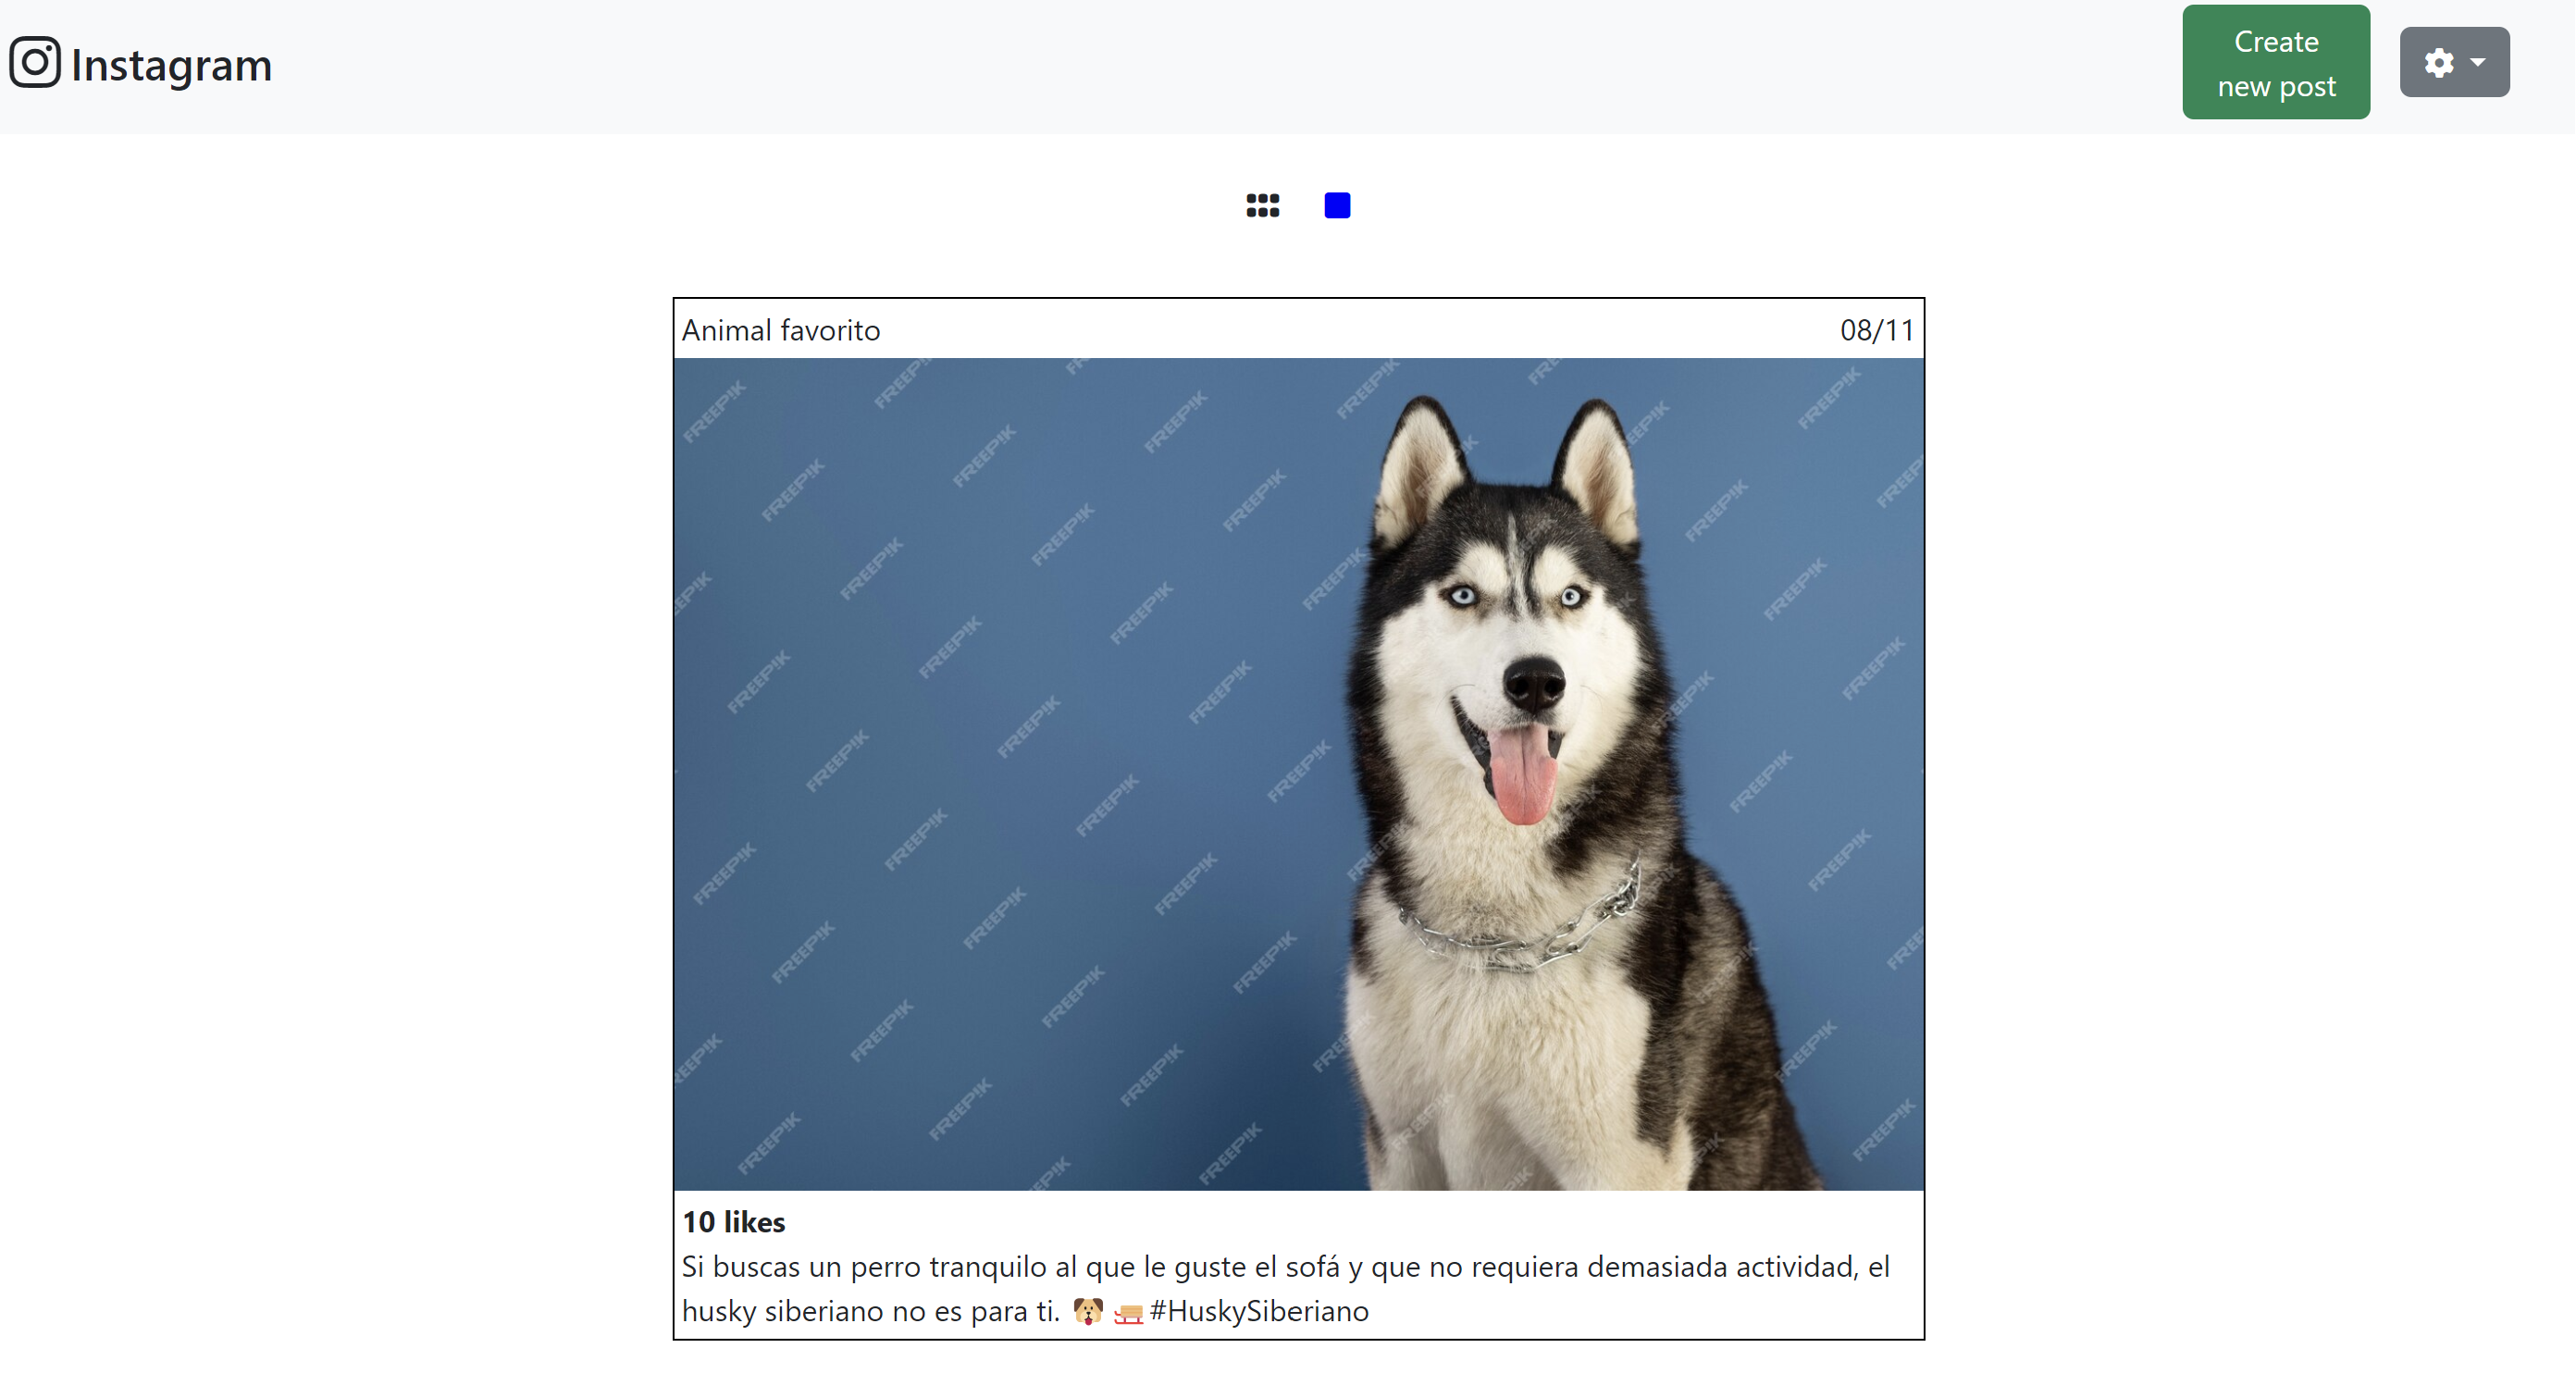 Instagram
Create
new post
Animal favorito
08/11
FREEPIK
10 likes
Si buscas un perro tranquilo al que le guste el sofá y que no requiera demasiada actividad, el
husky siberiano no es para ti. 🐶 🛷 #HuskySiberiano